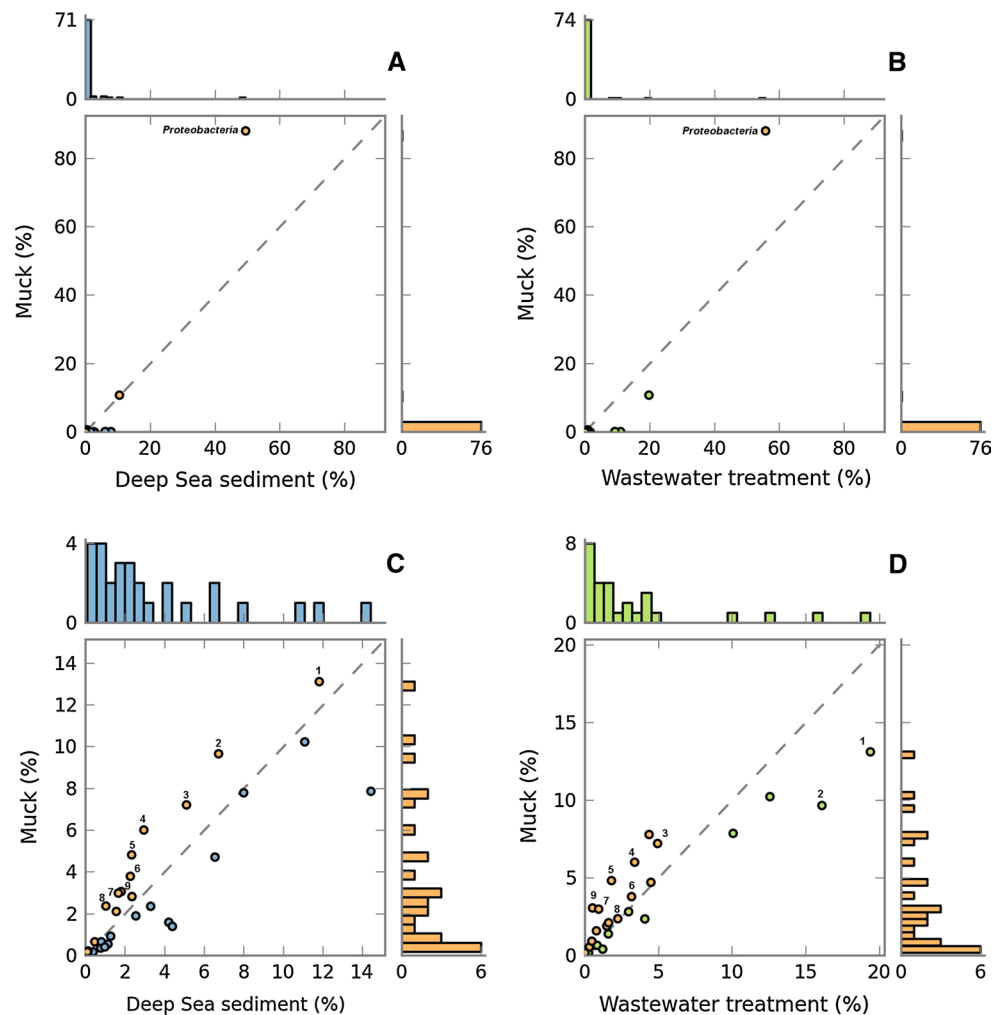 71
A
0
Proteobacteria
80
60
40
20
0
Muck (%)
0 20 40 60 80
0 76
Deep Sea sediment (%)
74
B
0
Proteobacteria
80
60
40
20
0
Muck (%)
0 20 40 60 80
0 76
Wastewater treatment (%)
4
C
0
14
12
10
8
6
4
2
0
Muck (%)
1
2
3
4
5
6
7 9
8
0 2 4 6 8 10 12 14
0 6
Deep Sea sediment (%)
8
D
0
20
15
10
5
0
Muck (%)
1
2
3
4
5
6
9 7
8
0 5 10 15 20
0 6
Wastewater treatment (%)